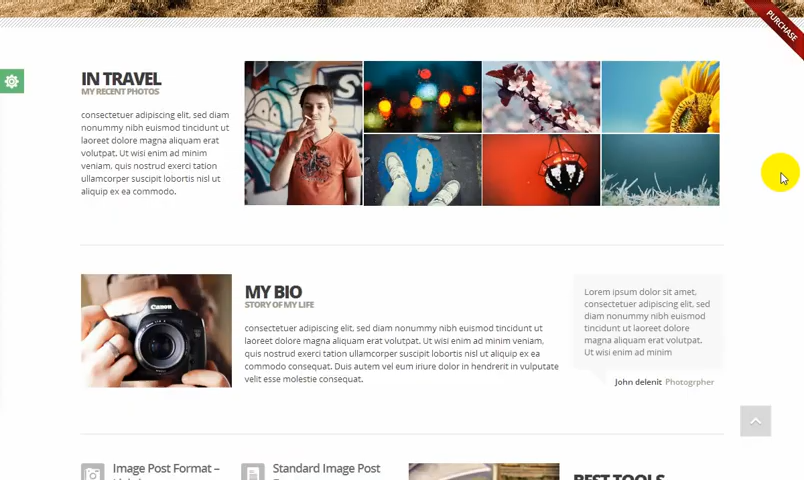 PURCHASE
IN TRAVEL
MY RECENT PHOTOS
consectetuer adipiscing elit, sed diam
nonummy nibh euismod tincidunt ut
laoreet dolore magna aliquam erat
volutpat. Ut wisi enim ad minim
veniam, quis nostrud exerci tation
ullamcorper suscipit lobortis nisl ut
aliquip ex ea commodo.
Canon
MY BIO
STORY OF MY LIFE
consectetuer adipiscing elit, sed diam nonummy nibh euismod tincidunt ut
laoreet dolore magna aliquam erat volutpat. Ut wisi enim ad minim veniam,
quis nostrud exerci tation ullamcorper suscipit lobortis nisl ut aliquip ex ea
commodo consequat. Duis autem vel eum iriure dolor in hendrerit in vulputate
velit esse molestie consequat.
Lorem ipsum dolor sit amet,
consectetuer adipiscing elit, sed
diam nonummy nibh euismod
tincidunt ut laoreet dolore
magna aliquam erat volutpat.
Ut wisi enim ad minim
John delenit Photogrpher
Image Post Format –
Standard Image Post
BEST TOOLS